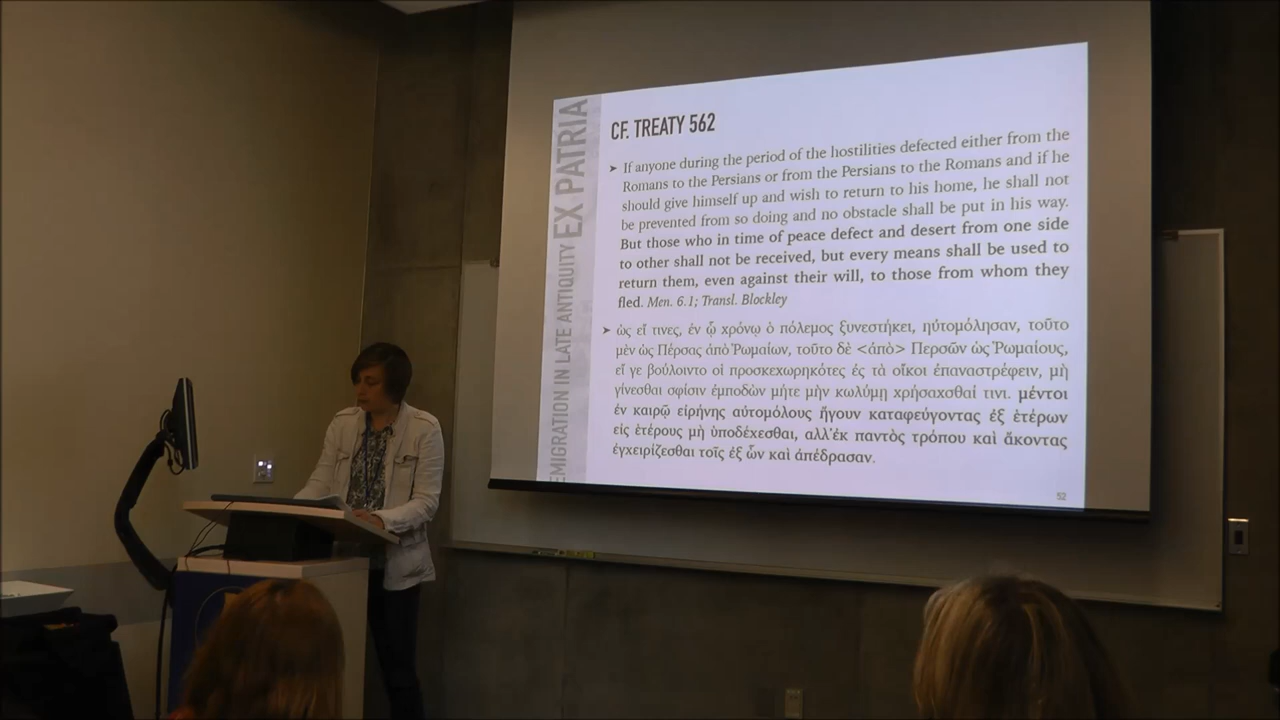 EMIGRATION IN LATE ANTIQUITY EX PATRIA
CF. TREATY 562
➤ If anyone during the period of the hostilities defected either from the
Romans to the Persians or from the Persians to the Romans and if he
should give himself up and wish to return to his home, he shall not
be prevented from so doing and no obstacle shall be put in his way.
But those who in time of peace defect and desert from one side
to other shall not be received, but every means shall be used to
return them, even against their will, to those from whom they
fled. Men. 6.1; Transl. Blockley
➤ ὡς εἴ τινες, ἐν ᾧ χρόνῳ ὁ πόλεμος ξυνεστήκει, ηὐτομόλησαν, τοῦτο
μὲν ὡς Πέρσας ἀπὸ Ῥωμαίων, τοῦτο δὲ <ἀπὸ> Περσῶν ὡς Ῥωμαίους,
εἴ γε βούλοιντο οἱ προσκεχωρηκότες ἐς τὰ οἴκοι ἐπαναστρέφειν, μὴ
γίνεσθαι σφίσιν ἐμποδὼν μήτε μὴν κωλύμῃ χρήσαχσθαί τινι. μέντοι
ἐν καιρῷ εἰρήνης αὐτομόλους ἤγουν καταφεύγοντας ἐξ ἑτέρων
εἰς ἑτέρους μὴ ὑποδέχεσθαι, αλλ'ἐκ παντὸς τρόπου καὶ ἄκοντας
ἐγχειρίζεσθαι τοῖς ἐξ ὧν καὶ ἀπέδρασαν.
52